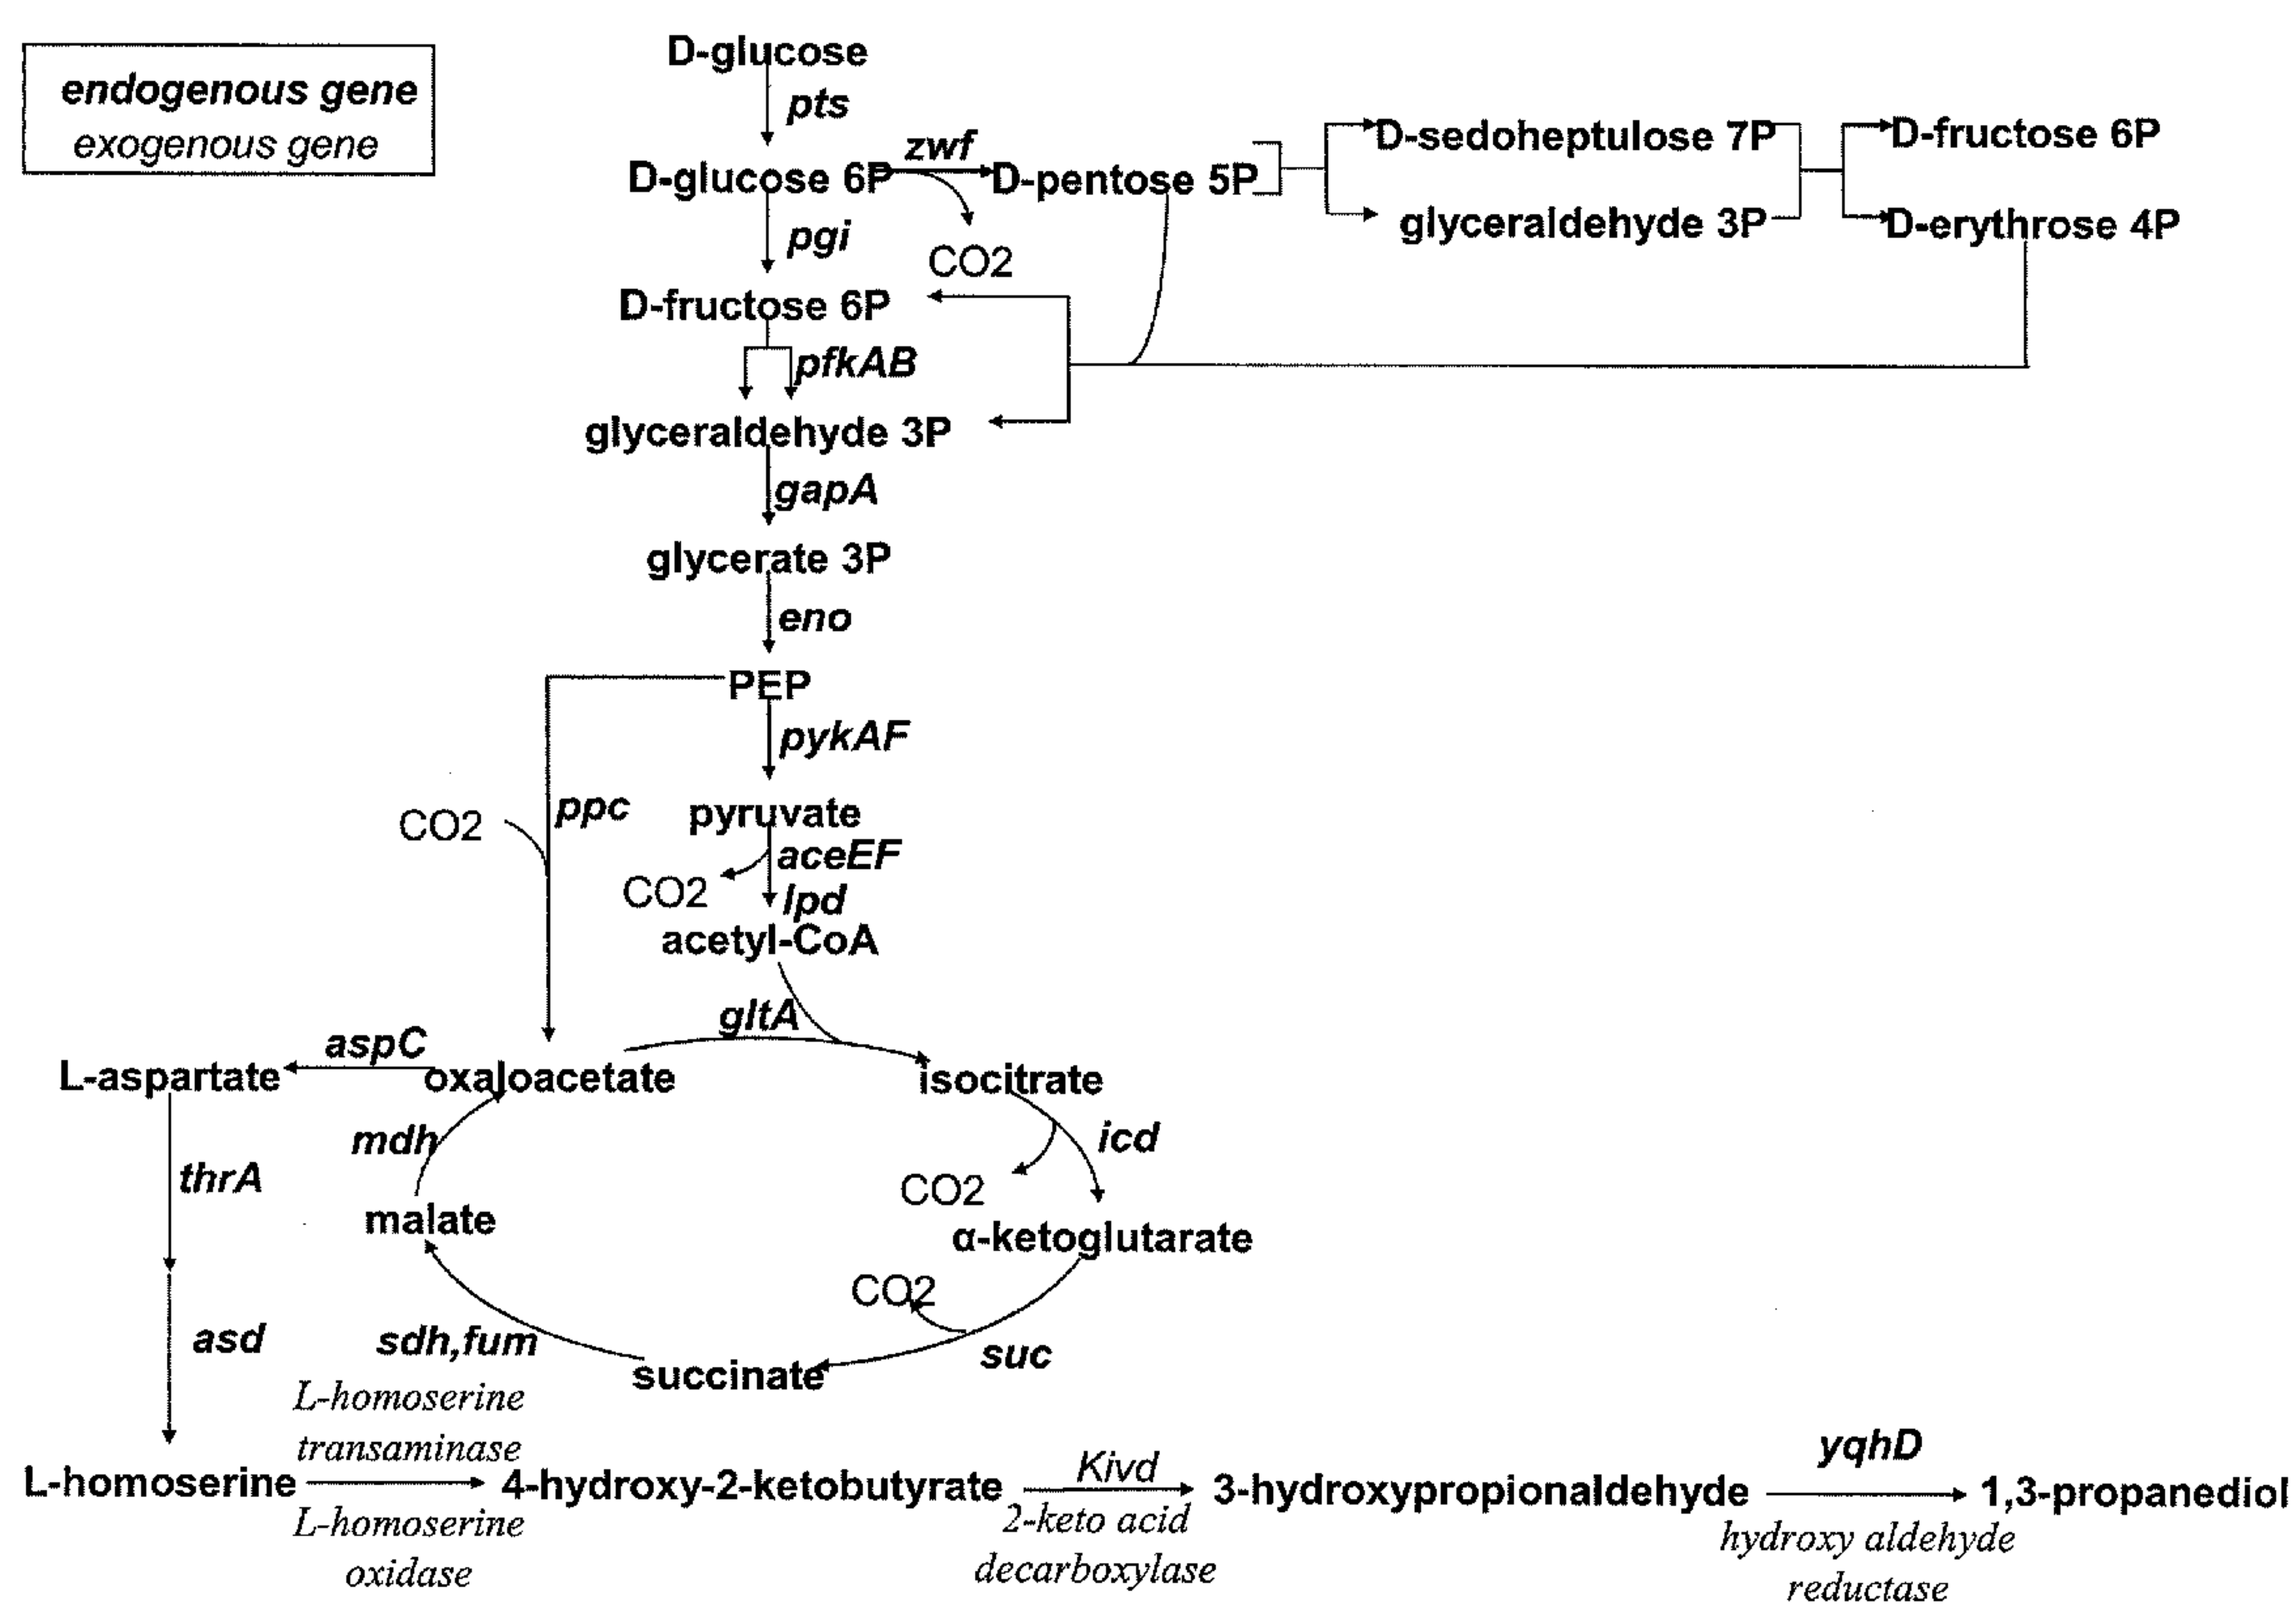 D-glucose
endogenous gene
exogenous gene
pts
zwf
D-sedoheptulose 7P
D-fructose 6P
D-glucose 6P
D-pentose 5P
glyceraldehyde 3P
D-erythrose 4P
pgi
CO2
D-fructose 6P
pfkAB
glyceraldehyde 3P
gapA
glycerate 3P
eno
PEP
pykAF
ppc
CO2
pyruvate
aceEF
CO2
lpd
acetyl-CoA
gltA
aspC
L-aspartate
oxaloacetate
isocitrate
mdh
icd
thrA
CO2
malate
α-ketoglutarate
CO2
asd
sdh,fum
suc
succinate
L-homoserine
transaminase
yqhD
Kivd
L-homoserine
4-hydroxy-2-ketobutyrate
3-hydroxypropionaldehyde
1,3-propanediol
L-homoserine
oxidase
2-keto acid
decarboxylase
hydroxy aldehyde
reductase